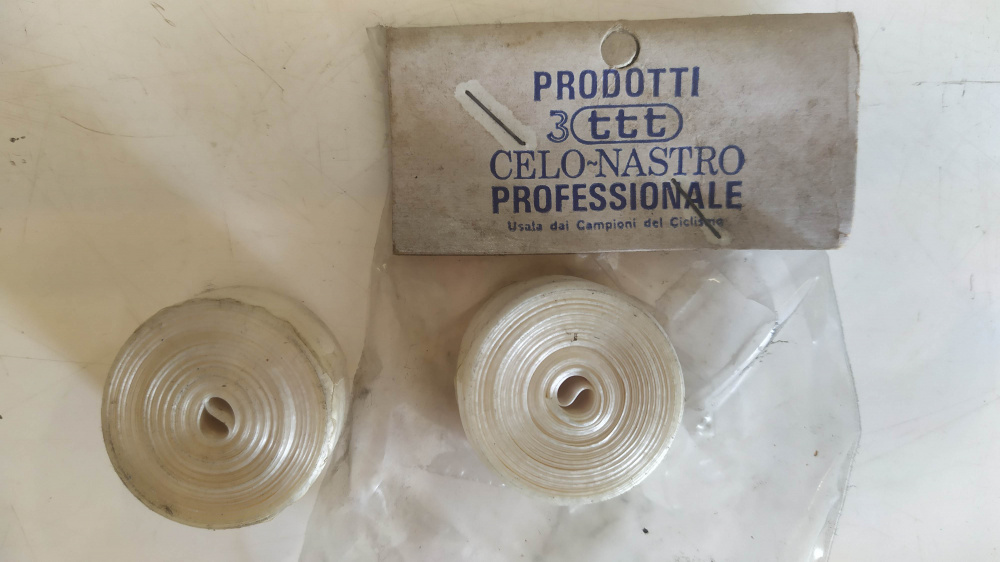 PRODOTTI
3ttt
CELO~NASTRO
PROFESSIONALE
Usata dai Campioni del Ciclismo